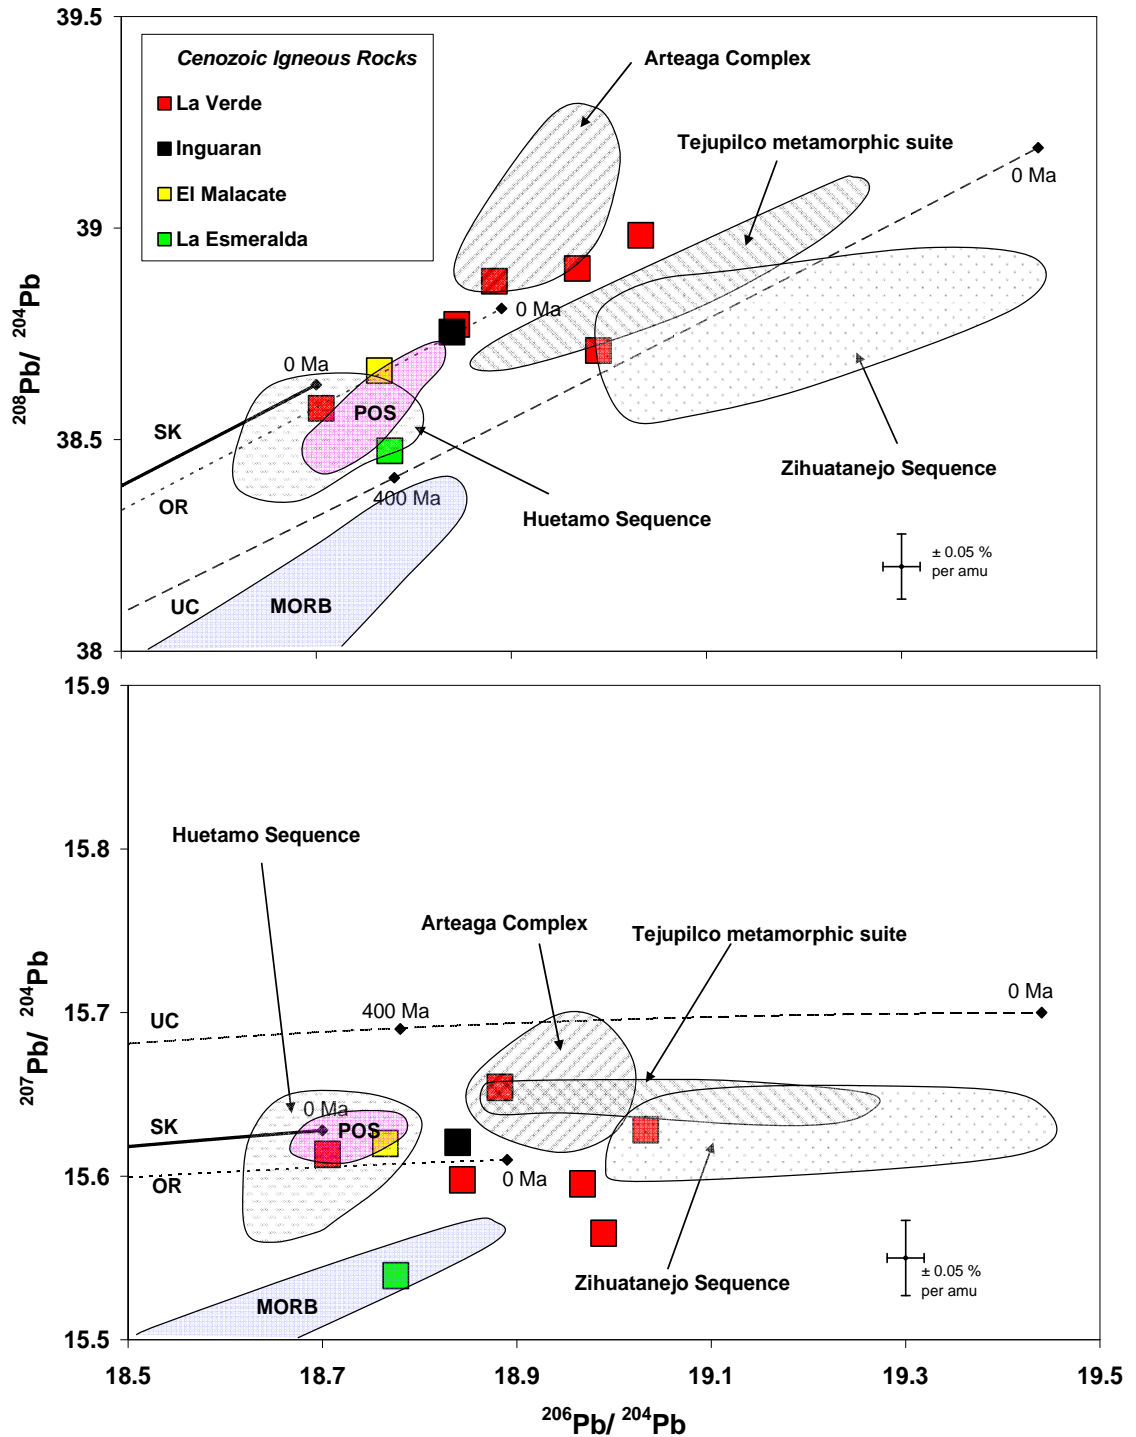 39.5
Cenozoic Igneous Rocks
La Verde
Inguaran
El Malacate
La Esmeralda
Arteaga Complex
Tejupilco metamorphic suite
0 Ma
39
208Pb/ 204Pb
0 Ma
0 Ma
POS
SK
38.5
Zihuatanejo Sequence
400 Ma
OR
Huetamo Sequence
± 0.05 %
per amu
UC
MORB
38
15.9
15.8
Huetamo Sequence
Arteaga Complex
Tejupilco metamorphic suite
207Pb/ 204Pb
15.7
UC
400 Ma
0 Ma
0 Ma
SK
POS
15.6
OR
0 Ma
Zihuatanejo Sequence
± 0.05 %
per amu
MORB
15.5
18.5 18.7 18.9 19.1 19.3 19.5
206Pb/ 204Pb